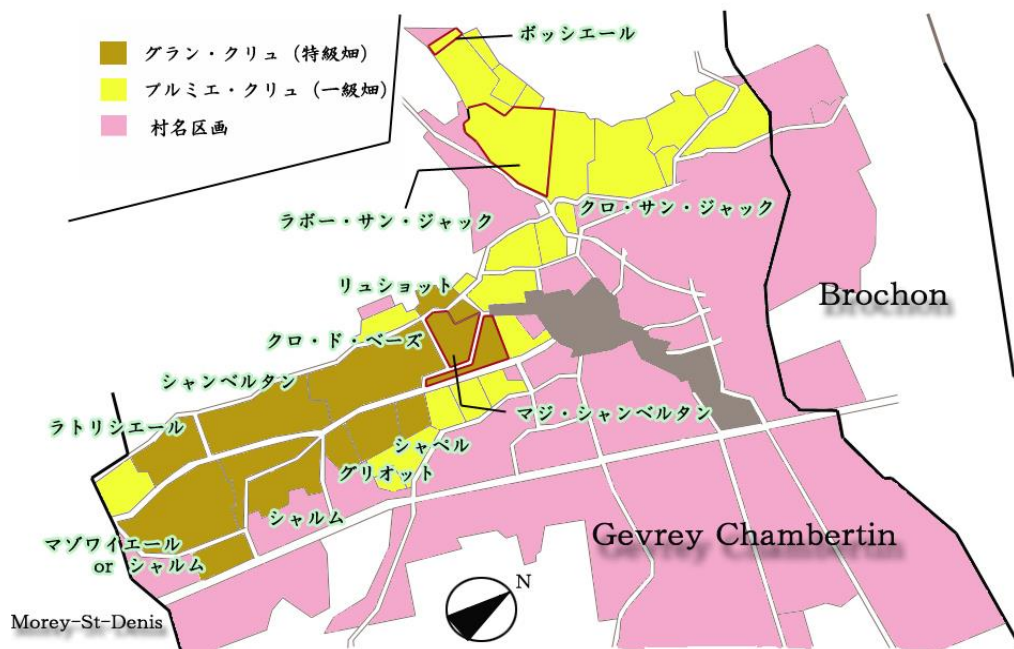 グラン・クリュ (特級畑)
プルミエ・クリュ (一級畑)
村名区画
ボッシエール
ラボー・サン・ジャック
クロ・サン・ジャック
リュショット
クロ・ド・ベーズ
シャンベルタン
ラトリシエール
マジ・シャンベルタン
シャペル
グリオット
シャルム
マゾワイエール
or シャルム
Brochon
Gevrey Chambertin
Morey-St-Denis
N